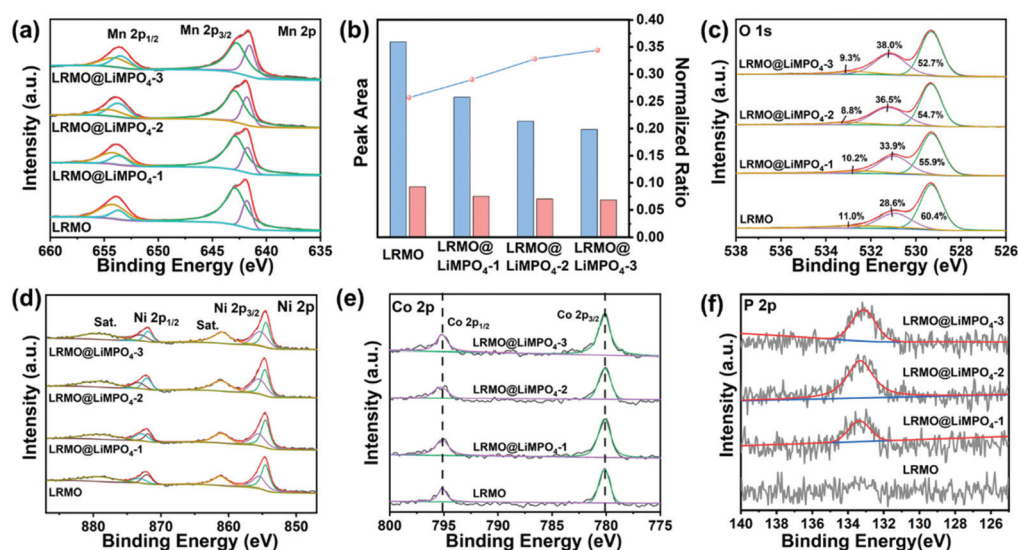 (a) Mn 2p1/2 Mn 2p3/2 Mn 2p
LRMO@LiMPO4-3
LRMO@LiMPO4-2
LRMO@LiMPO4-1
LRMO
Intensity (a.u.)
660 655 650 645 640 635
Binding Energy (eV)
(b)
Peak Area
0.40
0.35
0.30
0.25
0.20
0.15
0.10
0.05
0.00
Normalized Ratio
LRMO LRMO@ LRMO@ LRMO@
LiMPO4-1 LiMPO4-2 LiMPO4-3
(c) O 1s
LRMO@LiMPO4-3 9.3% 38.0% 52.7%
LRMO@LiMPO4-2 8.8% 36.5% 54.7%
LRMO@LiMPO4-1 10.2% 33.9% 55.9%
LRMO 11.0% 28.6% 60.4%
Intensity (a.u.)
538 536 534 532 530 528 526
Binding Energy (eV)
(d) Sat. Ni 2p1/2 Sat. Ni 2p3/2 Ni 2p
LRMO@LiMPO4-3
LRMO@LiMPO4-2
LRMO@LiMPO4-1
LRMO
Intensity (a.u.)
880 870 860 850
Binding Energy (eV)
(e) Co 2p
Co 2p1/2 Co 2p3/2
LRMO@LiMPO4-3
LRMO@LiMPO4-2
LRMO@LiMPO4-1
LRMO
Intensity (a.u.)
800 795 790 785 780 775
Binding Energy (eV)
(f) P 2p
LRMO@LiMPO4-3
LRMO@LiMPO4-2
LRMO@LiMPO4-1
LRMO
Intensity (a.u.)
140 138 136 134 132 130 128 126
Binding Energy(eV)